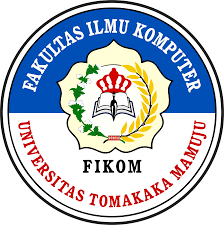 FAKULTAS ILMU KOMPUTER
FIKOM
UNIVERSITAS TOMAKAKA MAMUJU